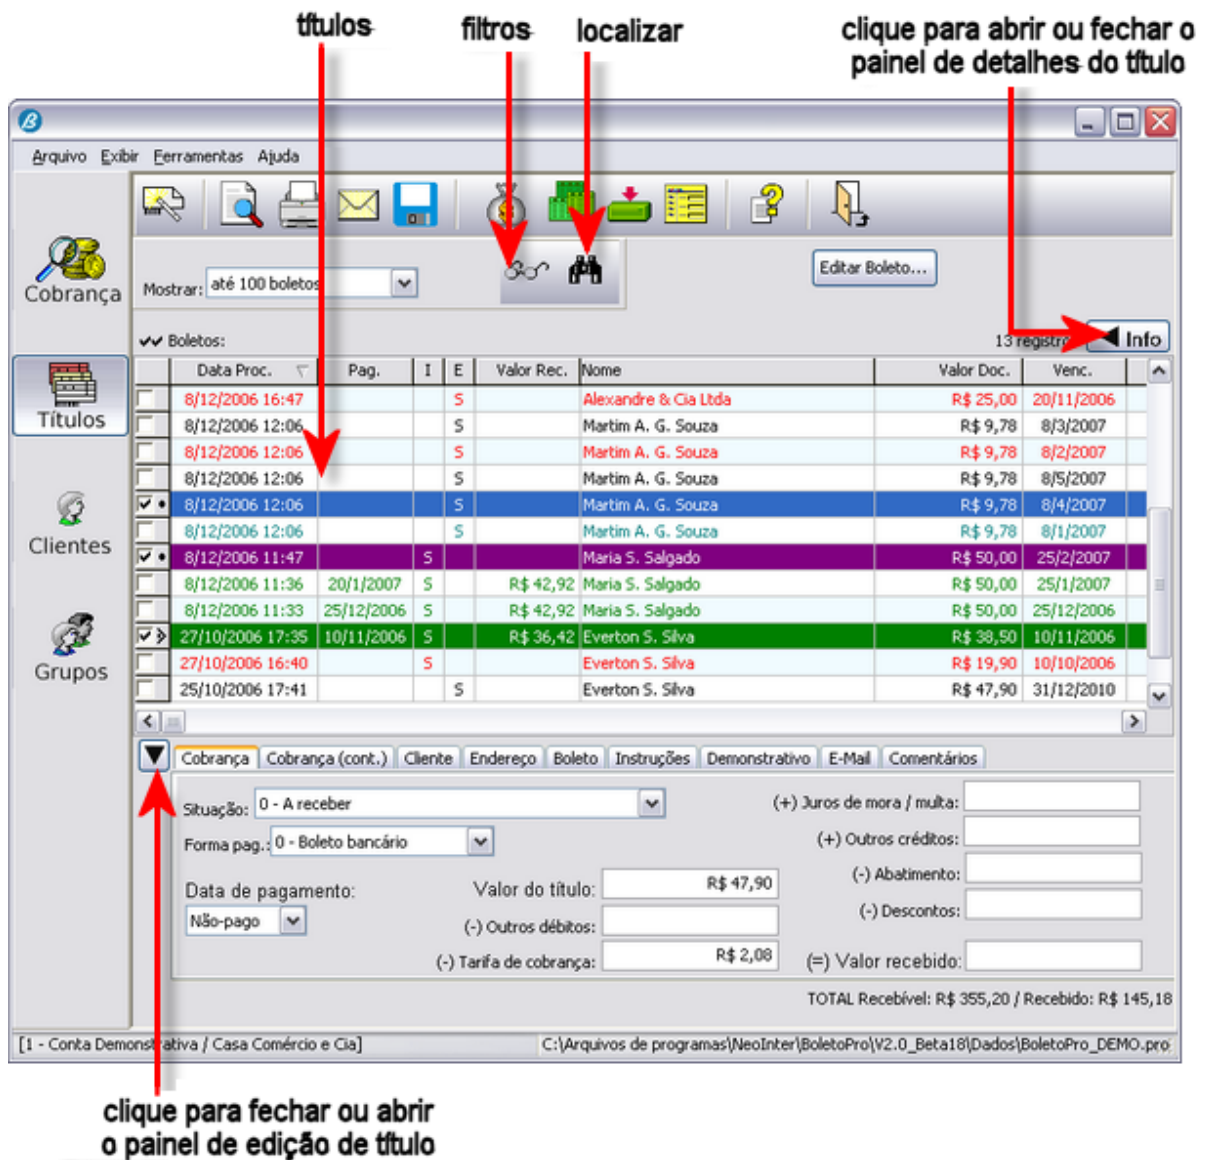 títulos
filtros
localizar
clique para abrir ou fechar o
painel de detalhes do título
Arquivo Exibir Ferramentas Ajuda
Cobrança
Mostrar: até 100 boletos
Editar Boleto...
Boletos:
13 registro
Info
Data Proc. Pag. I E Valor Rec. Nome Valor Doc. Venc.
8/12/2006 16:47 S Alexandre & Cia Ltda R$ 25,00 20/11/2006
8/12/2006 12:06 S Martim A. G. Souza R$ 9,78 8/3/2007
8/12/2006 12:06 S Martim A. G. Souza R$ 9,78 8/2/2007
8/12/2006 12:06 S Martim A. G. Souza R$ 9,78 8/5/2007
8/12/2006 12:06 S Martim A. G. Souza R$ 9,78 8/4/2007
8/12/2006 12:06 S Martim A. G. Souza R$ 9,78 8/1/2007
8/12/2006 11:47 S Maria S. Salgado R$ 50,00 25/2/2007
8/12/2006 11:36 20/1/2007 S R$ 42,92 Maria S. Salgado R$ 50,00 25/1/2007
8/12/2006 11:33 25/12/2006 S R$ 42,92 Maria S. Salgado R$ 50,00 25/12/2006
27/10/2006 17:35 10/11/2006 S R$ 36,42 Everton S. Silva R$ 38,50 10/11/2006
27/10/2006 16:40 S Everton S. Silva R$ 19,90 10/10/2006
25/10/2006 17:41 S Everton S. Silva R$ 47,90 31/12/2010
Títulos
Clientes
Grupos
Cobrança Cobrança (cont.) Cliente Endereço Boleto Instruções Demonstrativo E-Mail Comentários
Situação: 0 - A receber
(+) Juros de mora / multa:
Forma pag.: 0 - Boleto bancário
(+) Outros créditos:
Data de pagamento:
Valor do título: R$ 47,90
(-) Abatimento:
Não-pago
(-) Outros débitos:
(-) Descontos:
(-) Tarifa de cobrança: R$ 2,08
(=) Valor recebido:
TOTAL Recebível: R$ 355,20 / Recebido: R$ 145,18
[1 - Conta Demonstrativa / Casa Comércio e Cia]
C:\Arquivos de programas\NeoInter\BoletoPro\V2.0_Beta18\Dados\BoletoPro_DEMO.pro
clique para fechar ou abrir
o painel de edição de título